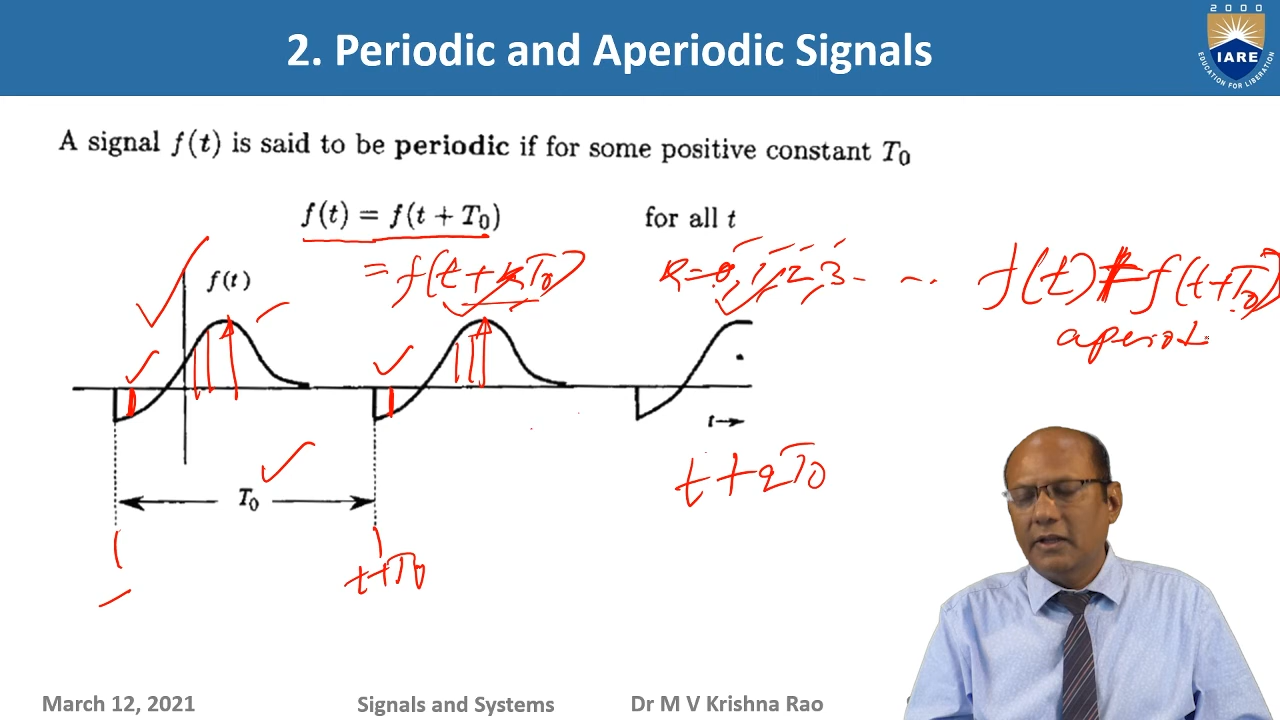 2. Periodic and Aperiodic Signals
2000
IARE
EDUCATION FOR LIBERATION
A signal f(t) is said to be periodic if for some positive constant T₀
f(t) = f(t + T₀) for all t
= f(t + kT₀) k = 0, 1, 2, 3 - - ..
f(t) ≠ f(t+T₀)
f(t)
t→
t + 2T₀
T₀
t+T₀
March 12, 2021 Signals and Systems Dr M V Krishna Rao